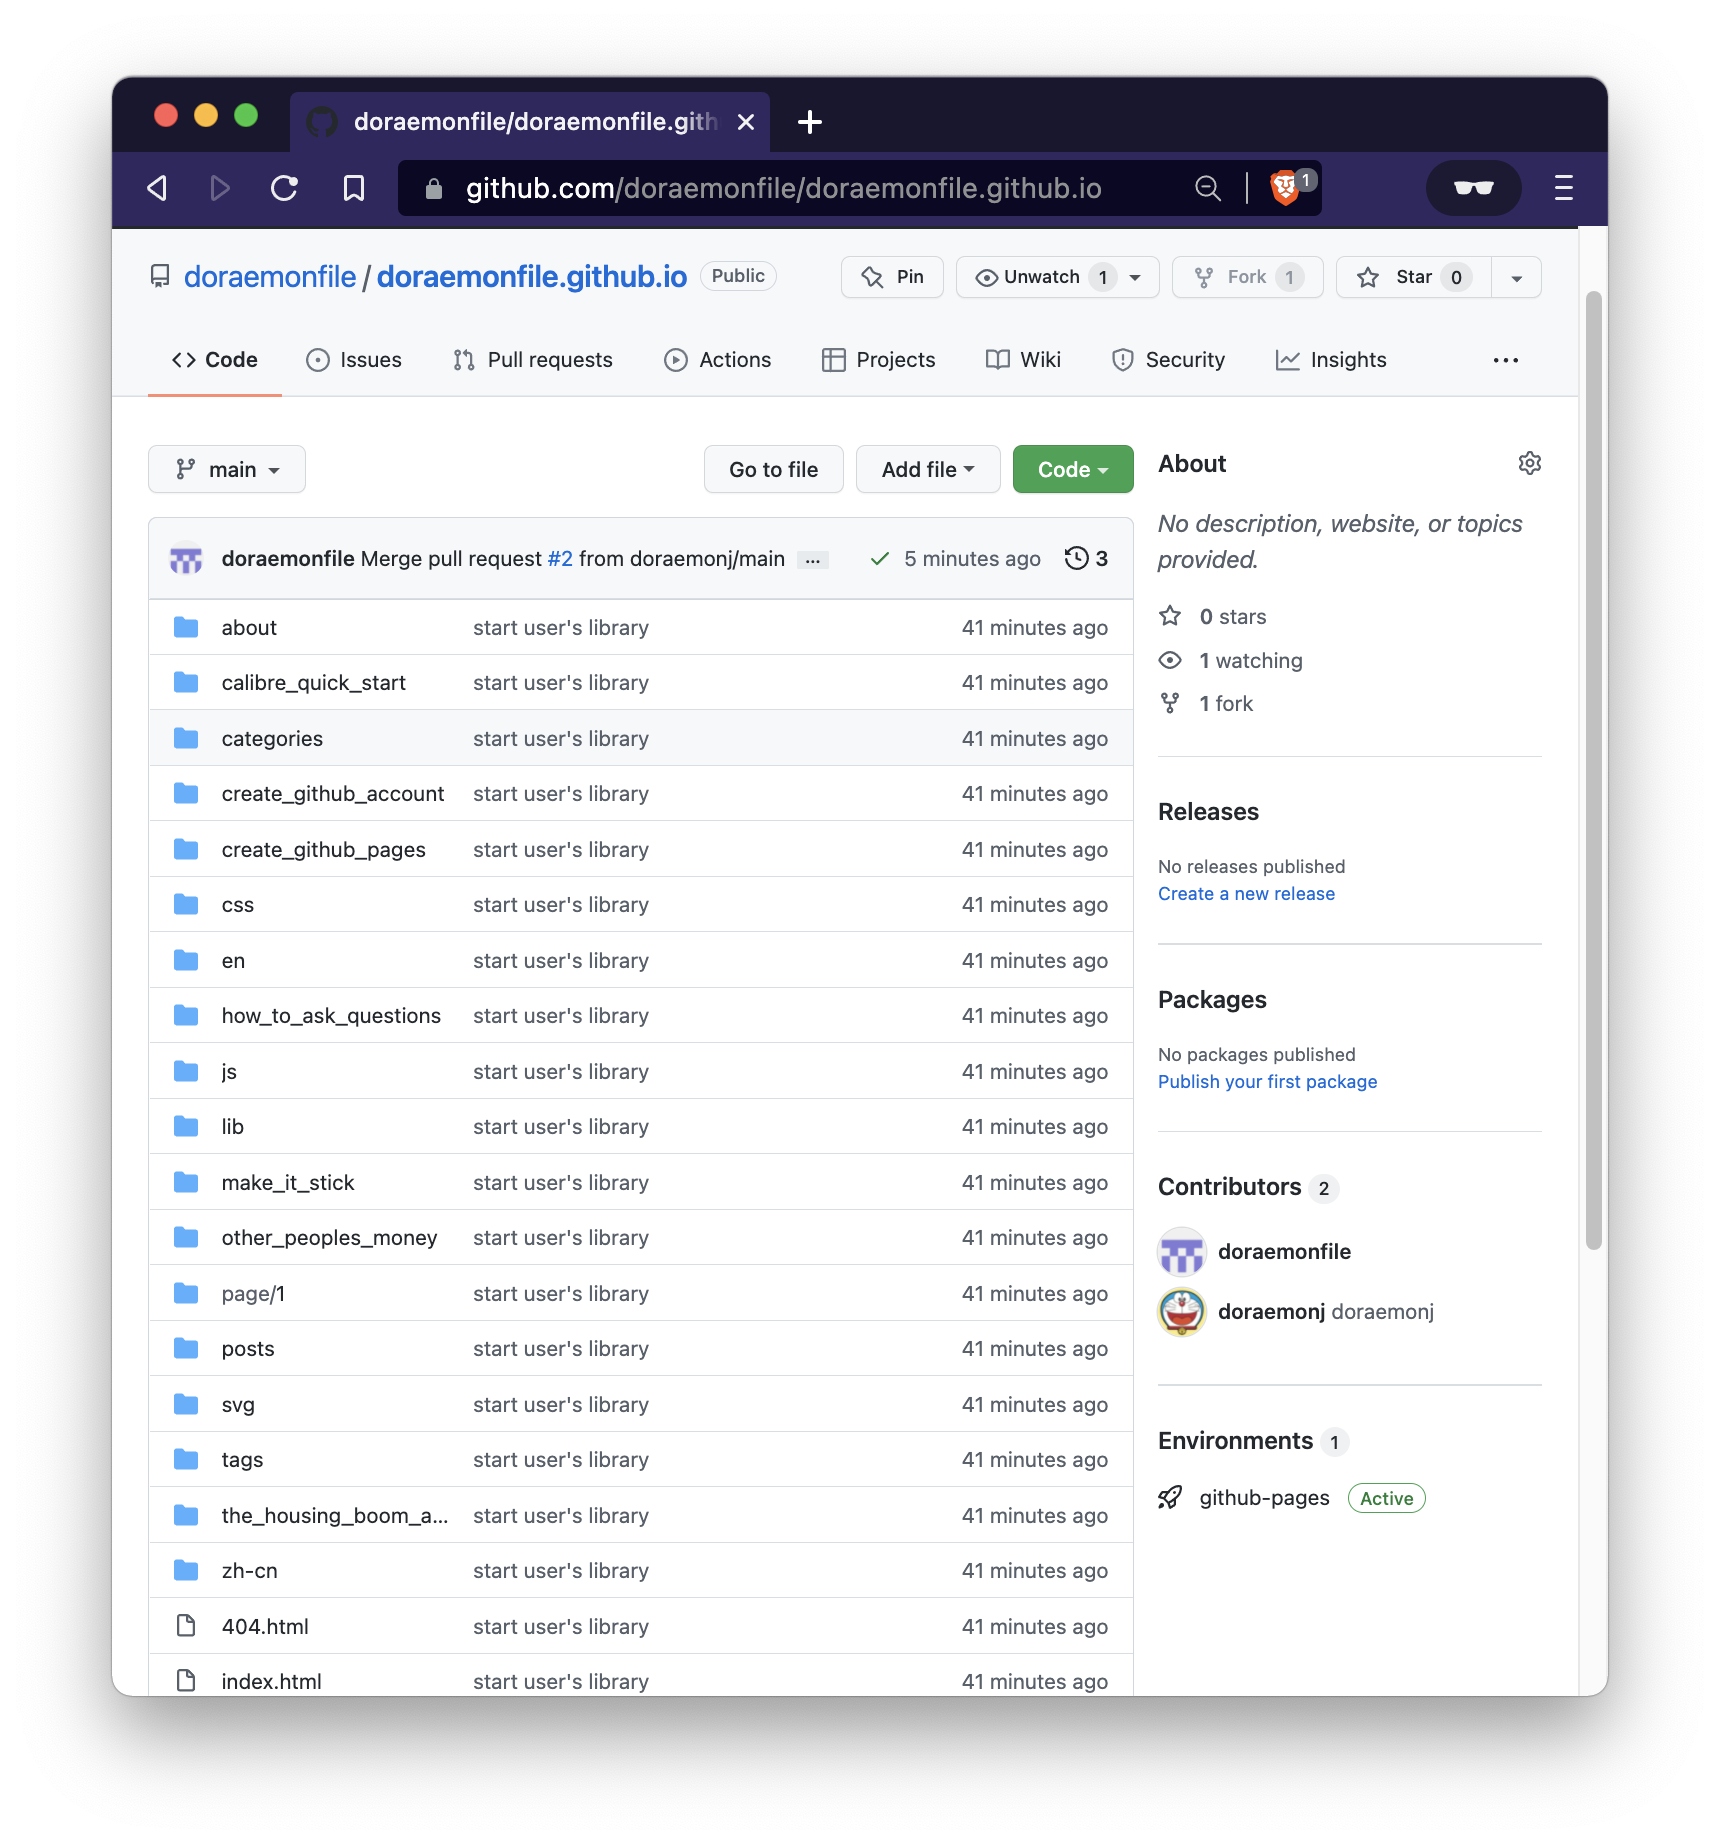 doraemonfile/doraemonfile.gith
github.com/doraemonfile/doraemonfile.github.io
1
doraemonfile / doraemonfile.github.io Public
Pin
Unwatch 1
Fork 1
Star 0
Code
Issues
Pull requests
Actions
Projects
Wiki
Security
Insights
main
Go to file
Add file
Code
doraemonfile Merge pull request #2 from doraemonj/main ... 5 minutes ago 3
about start user's library 41 minutes ago
calibre_quick_start start user's library 41 minutes ago
categories start user's library 41 minutes ago
create_github_account start user's library 41 minutes ago
create_github_pages start user's library 41 minutes ago
css start user's library 41 minutes ago
en start user's library 41 minutes ago
how_to_ask_questions start user's library 41 minutes ago
js start user's library 41 minutes ago
lib start user's library 41 minutes ago
make_it_stick start user's library 41 minutes ago
other_peoples_money start user's library 41 minutes ago
page/1 start user's library 41 minutes ago
posts start user's library 41 minutes ago
svg start user's library 41 minutes ago
tags start user's library 41 minutes ago
the_housing_boom_a... start user's library 41 minutes ago
zh-cn start user's library 41 minutes ago
404.html start user's library 41 minutes ago
index.html start user's library 41 minutes ago
About
No description, website, or topics
provided.
0 stars
1 watching
1 fork
Releases
No releases published
Create a new release
Packages
No packages published
Publish your first package
Contributors 2
doraemonfile
doraemonj doraemonj
Environments 1
github-pages Active